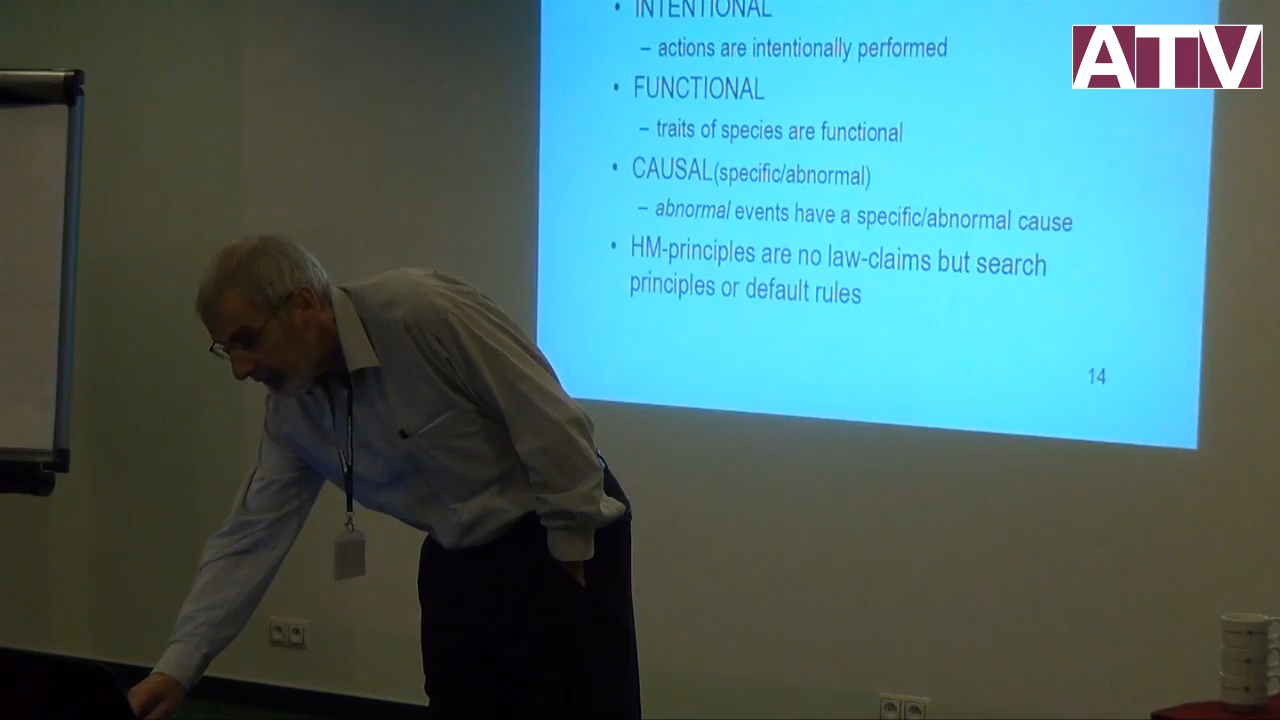 ATV
• INTENTIONAL
– actions are intentionally performed
• FUNCTIONAL
– traits of species are functional
• CAUSAL(specific/abnormal)
– abnormal events have a specific/abnormal cause
• HM-principles are no law-claims but search
principles or default rules
14